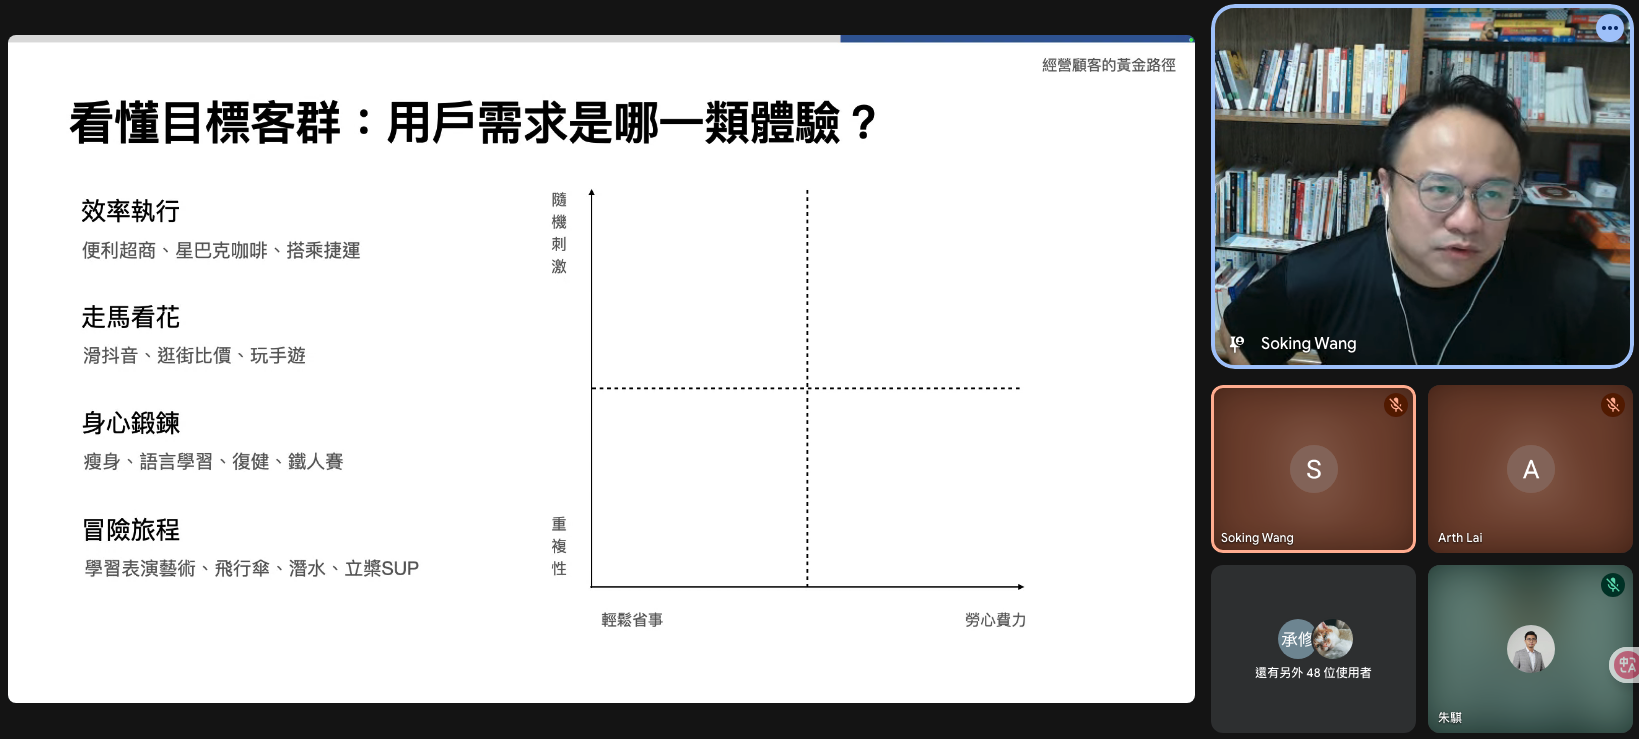 經營顧客的黃金路徑
看懂目標客群：用戶需求是哪一類體驗？
效率執行
便利超商、星巴克咖啡、搭乘捷運
走馬看花
滑抖音、逛街比價、玩手遊
身心鍛鍊
瘦身、語言學習、復健、鐵人賽
冒險旅程
學習表演藝術、飛行傘、潛水、立槳SUP
隨機刺激
重複性
輕鬆省事
勞心費力
Soking Wang
S
Soking Wang
A
Arth Lai
承修
還有另外 48 位使用者
朱騏